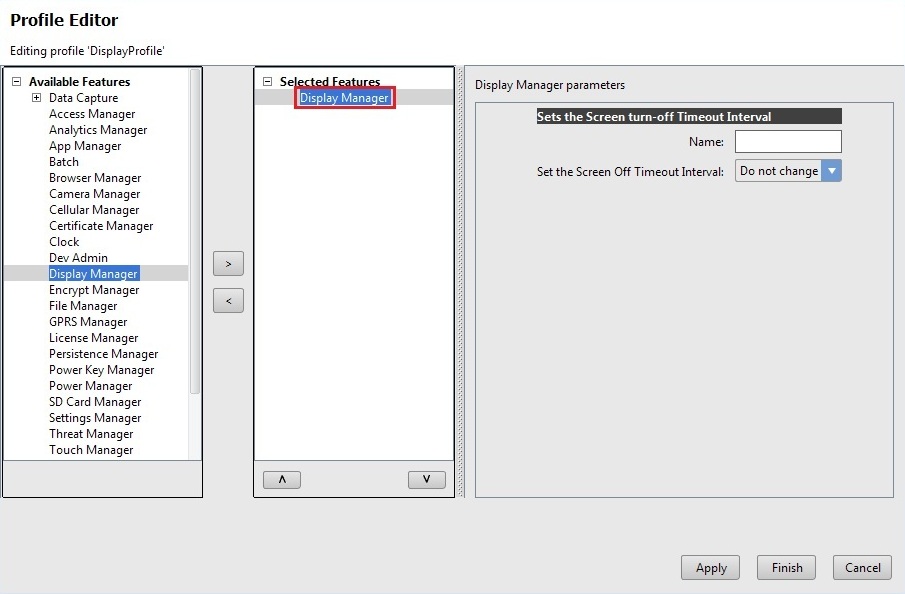 Profile Editor
Editing profile 'DisplayProfile'
Available Features
Data Capture
Access Manager
Analytics Manager
App Manager
Batch
Browser Manager
Camera Manager
Cellular Manager
Certificate Manager
Clock
Dev Admin
Display Manager
Encrypt Manager
File Manager
GPRS Manager
License Manager
Persistence Manager
Power Key Manager
Power Manager
SD Card Manager
Settings Manager
Threat Manager
Touch Manager
>
<
Selected Features
Display Manager
Λ
V
Display Manager parameters
Sets the Screen turn-off Timeout Interval
Name:
Set the Screen Off Timeout Interval: Do not change
Apply Finish Cancel